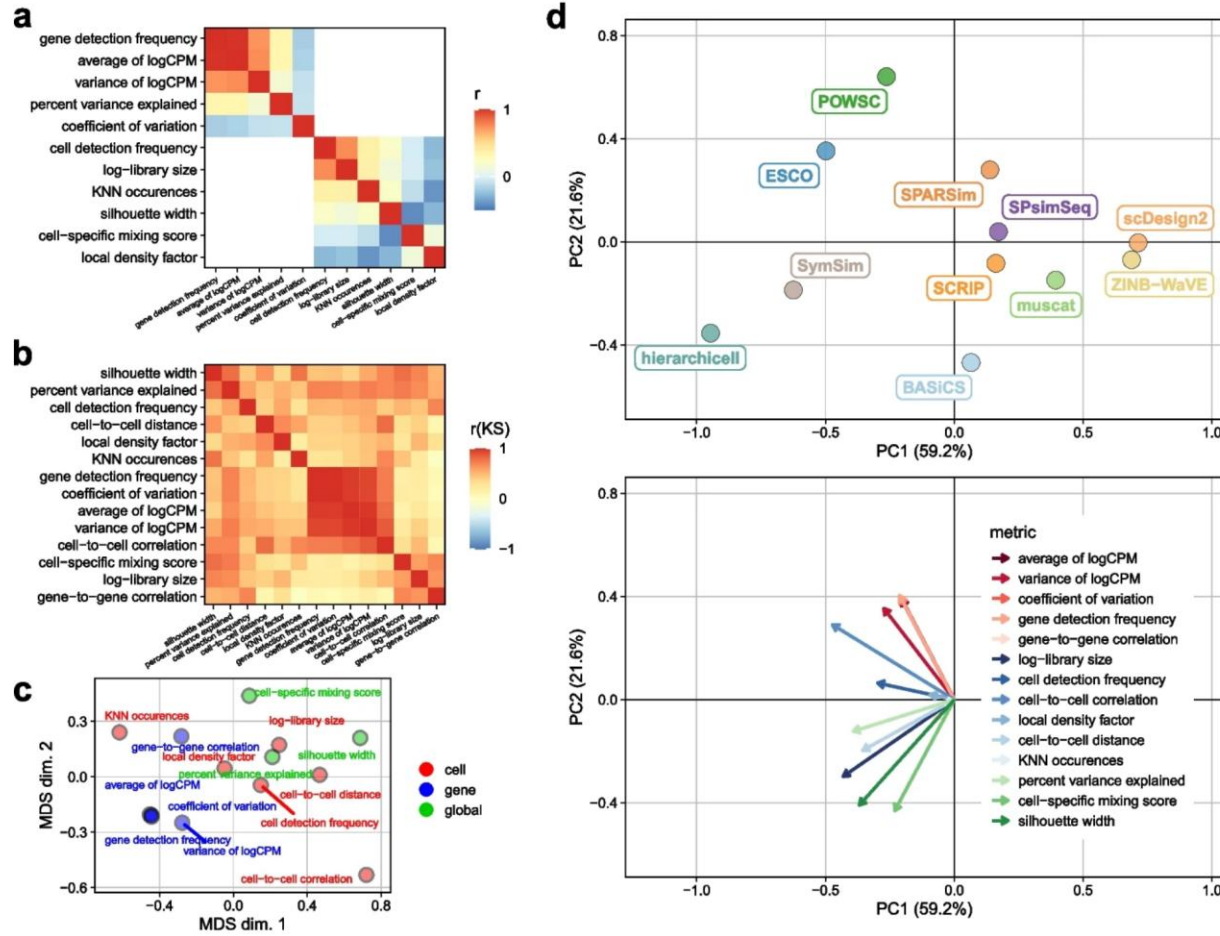 a
gene detection frequency
average of logCPM
variance of logCPM
percent variance explained
coefficient of variation
cell detection frequency
log-library size
KNN occurences
silhouette width
cell-specific mixing score
local density factor
gene detection frequency
average of logCPM
variance of logCPM
percent variance explained
coefficient of variation
cell detection frequency
log-library size
KNN occurences
silhouette width
cell-specific mixing score
local density factor
r
1
0
b
silhouette width
percent variance explained
cell detection frequency
cell-to-cell distance
local density factor
KNN occurences
gene detection frequency
coefficient of variation
average of logCPM
variance of logCPM
cell-to-cell correlation
cell-specific mixing score
log-library size
gene-to-gene correlation
silhouette width
percent variance explained
cell detection frequency
cell-to-cell distance
local density factor
KNN occurences
gene detection frequency
coefficient of variation
average of logCPM
variance of logCPM
cell-to-cell correlation
cell-specific mixing score
log-library size
gene-to-gene correlation
r(KS)
1
0
-1
c
cell-specific mixing score
KNN occurences
log-library size
gene-to-gene correlation
local density factor
silhouette width
percent variance explained
average of logCPM
cell-to-cell distance
coefficient of variation
cell detection frequency
gene detection frequency
variance of logCPM
cell-to-cell correlation
0.3
0.0
-0.3
-0.6
-0.4
0.0
0.4
0.8
MDS dim. 1
MDS dim. 2
cell
gene
global
d
0.8
0.4
0.0
-0.4
PC2 (21.6%)
POWSC
ESCO
SPARSim
SPsimSeq
scDesign2
SymSim
SCRIP
ZINB-WaVE
muscat
hierarchicell
BASiCS
-1.0
-0.5
0.0
0.5
1.0
PC1 (59.2%)
0.8
0.4
0.0
-0.4
PC2 (21.6%)
metric
average of logCPM
variance of logCPM
coefficient of variation
gene detection frequency
gene-to-gene correlation
log-library size
cell detection frequency
cell-to-cell correlation
local density factor
cell-to-cell distance
KNN occurences
percent variance explained
cell-specific mixing score
silhouette width
-1.0
-0.5
0.0
0.5
1.0
PC1 (59.2%)